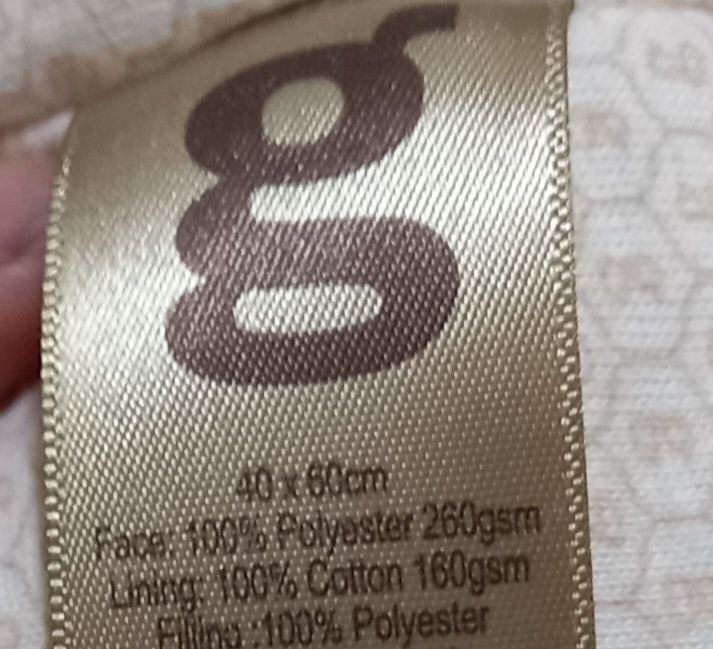 g
40 x 60cm
Face: 100% Polyester 260gsm
Lining: 100% Cotton 160gsm
Filling :100% Polyester